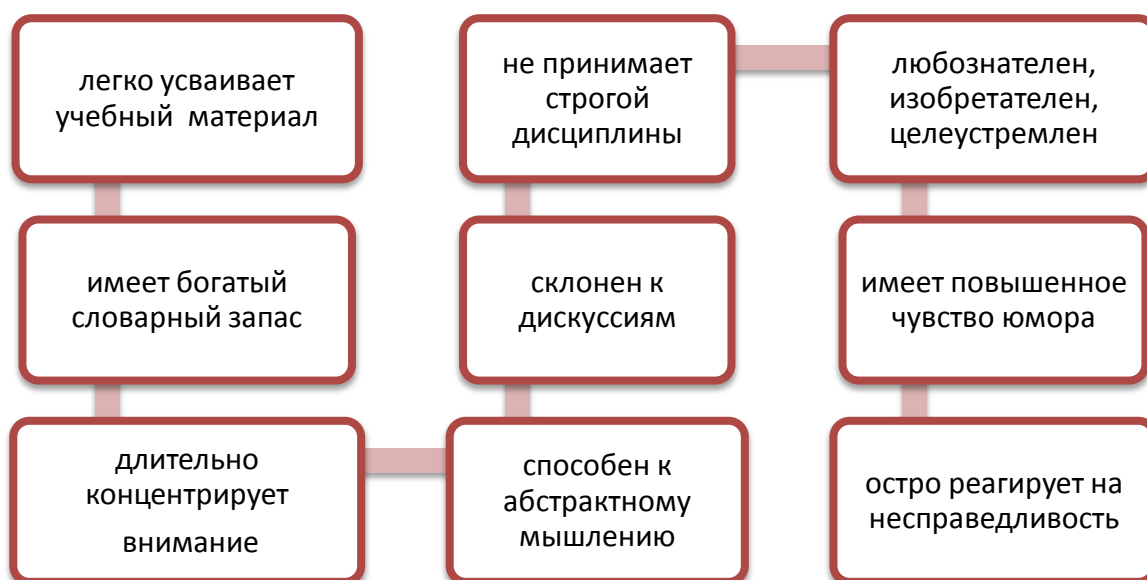 легко усваивает
учебный материал
имеет богатый
словарный запас
длительно
концентрирует
внимание
способен к
абстрактному
мышлению
склонен к
дискуссиям
не принимает
строгой
дисциплины
любознателен,
изобретателен,
целеустремлен
имеет повышенное
чувство юмора
остро реагирует на
несправедливость